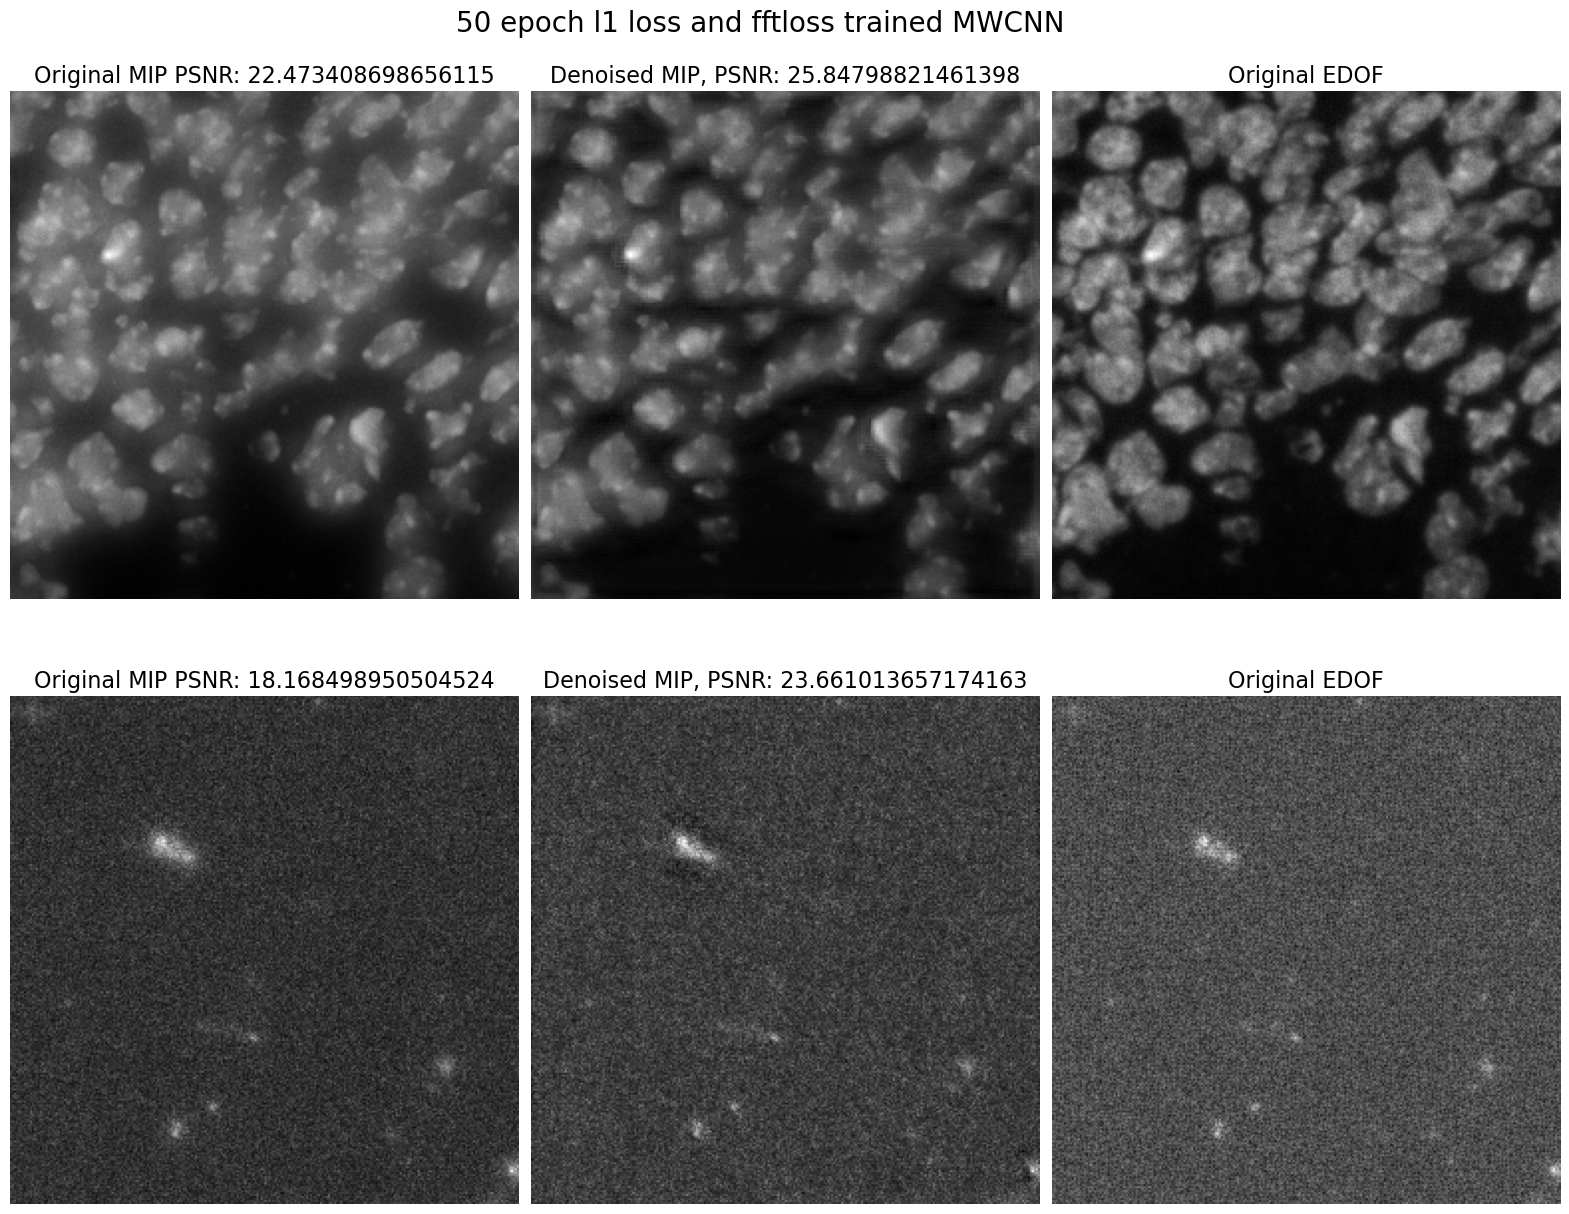 50 epoch l1 loss and fftloss trained MWCNN
Original MIP PSNR: 22.473408698656115
Denoised MIP, PSNR: 25.84798821461398
Original EDOF
Original MIP PSNR: 18.168498950504524
Denoised MIP, PSNR: 23.661013657174163
Original EDOF